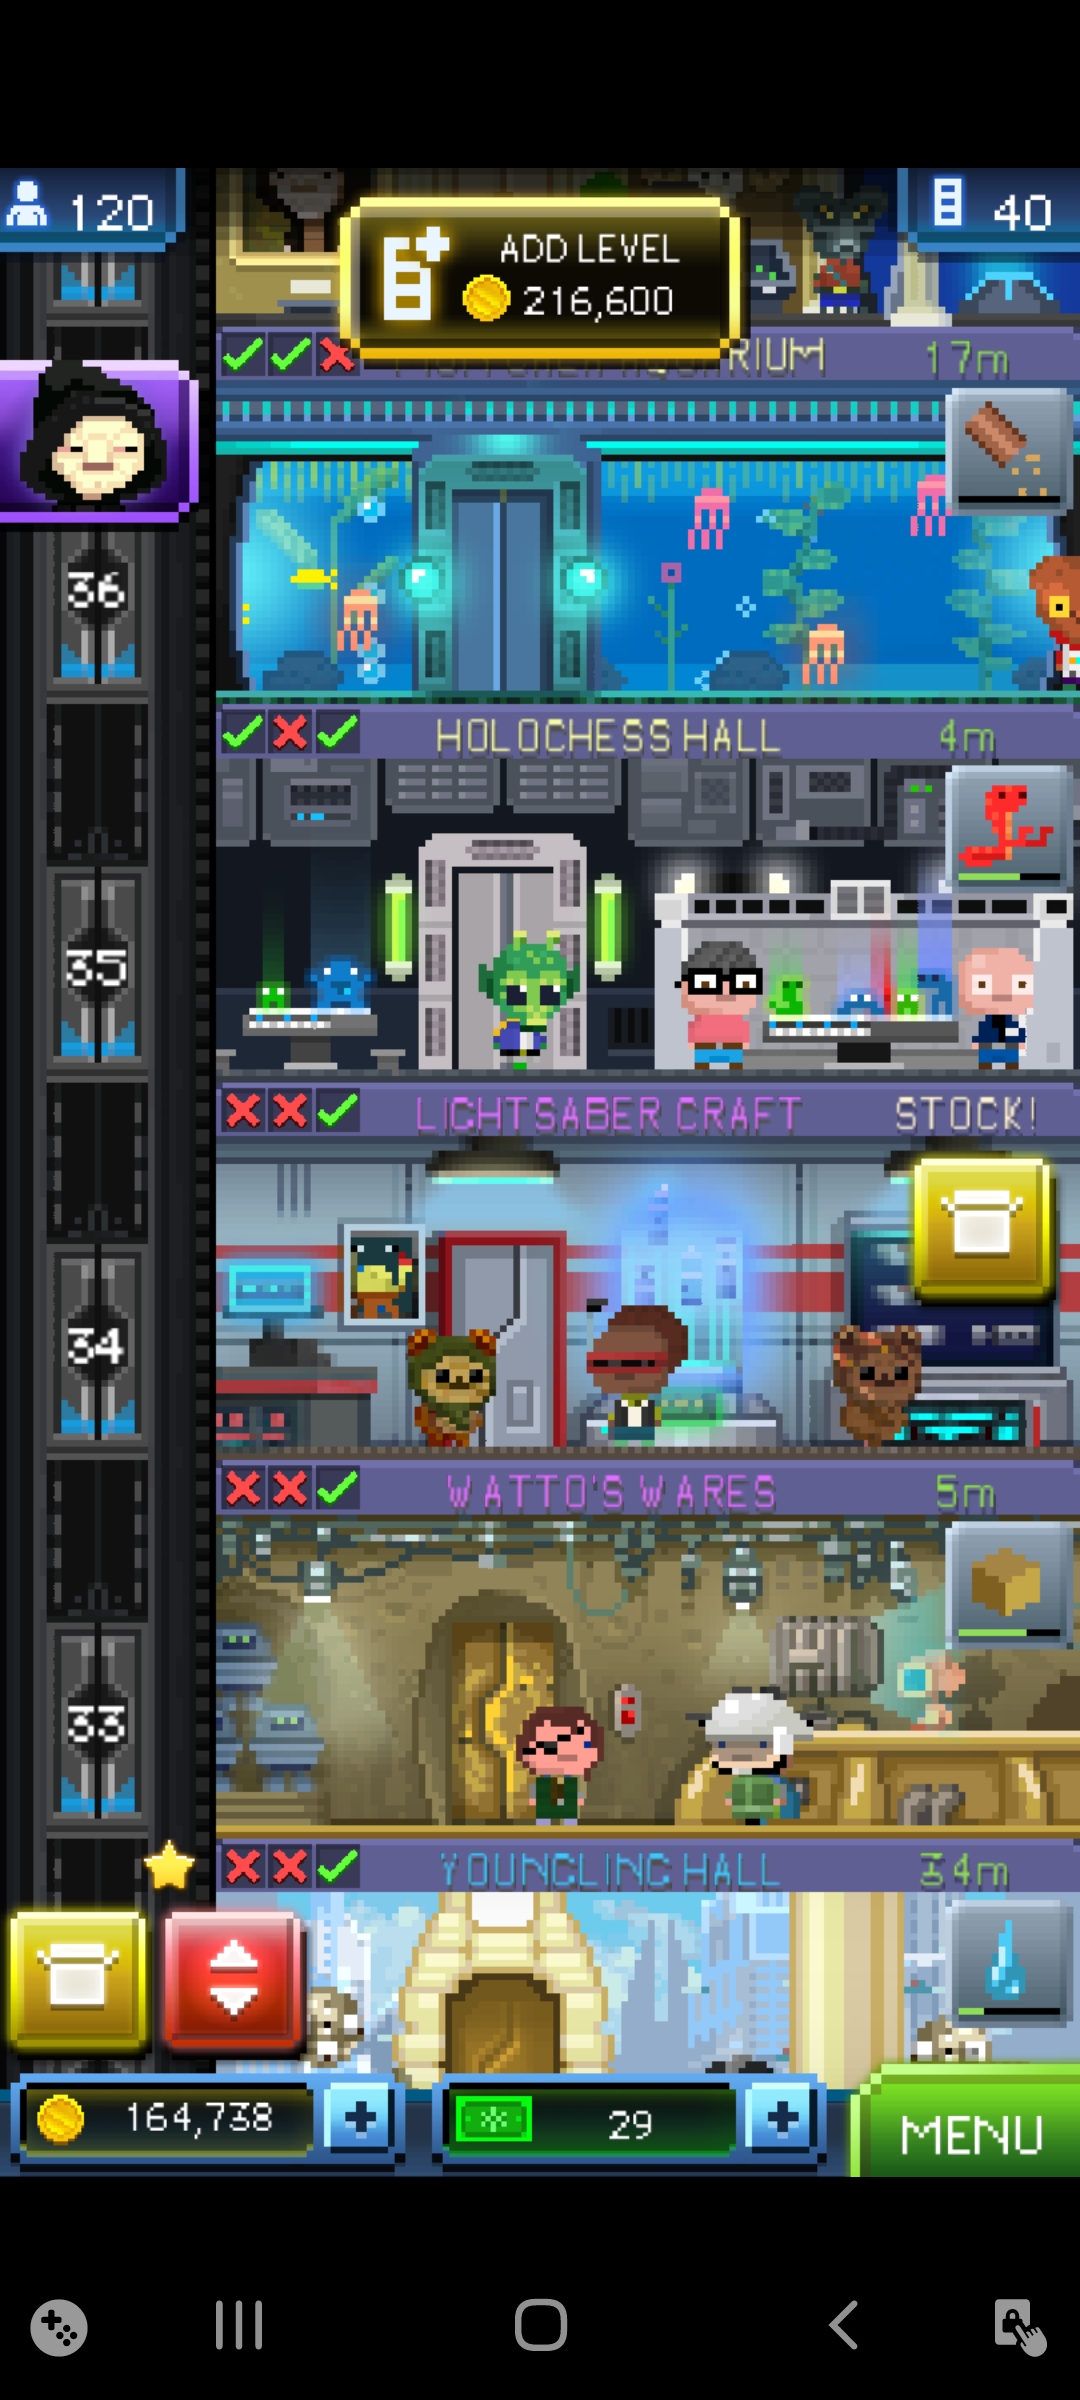 120
ADD LEVEL
216,600
40
RIUM 17m
36
HOLOCHESS HALL 4m
35
LIGHTSABER CRAFT STOCK!
34
WATTO'S WARES 5m
33
YOUNGLING HALL 34m
164,738
29
MENU